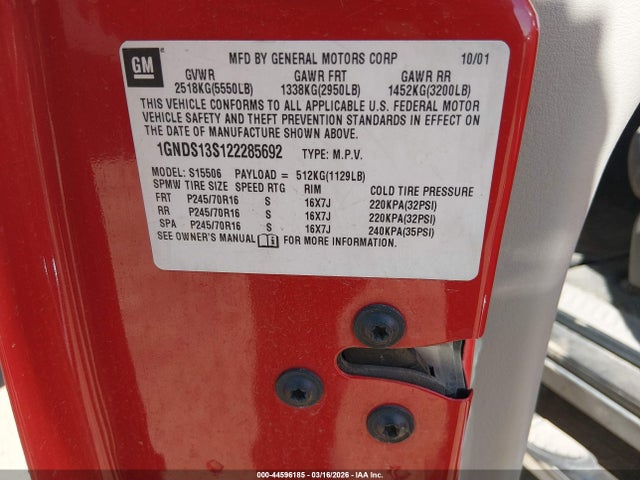 GM
MFD BY GENERAL MOTORS CORP 10/01
GVWR GAWR FRT GAWR RR
2518KG(5550LB) 1338KG(2950LB) 1452KG(3200LB)
THIS VEHICLE CONFORMS TO ALL APPLICABLE U.S. FEDERAL MOTOR
VEHICLE SAFETY AND THEFT PREVENTION STANDARDS IN EFFECT ON
THE DATE OF MANUFACTURE SHOWN ABOVE.
1GNDS13S122285692 TYPE: M.P.V.
MODEL: S15506 PAYLOAD = 512KG(1129LB)
SPMW TIRE SIZE SPEED RTG RIM COLD TIRE PRESSURE
FRT P245/70R16 S 16X7J 220KPA(32PSI)
RR P245/70R16 S 16X7J 220KPA(32PSI)
SPA P245/70R16 S 16X7J 240KPA(35PSI)
SEE OWNER'S MANUAL FOR MORE INFORMATION.
000-44596185 - 03/16/2026 - IAA Inc.